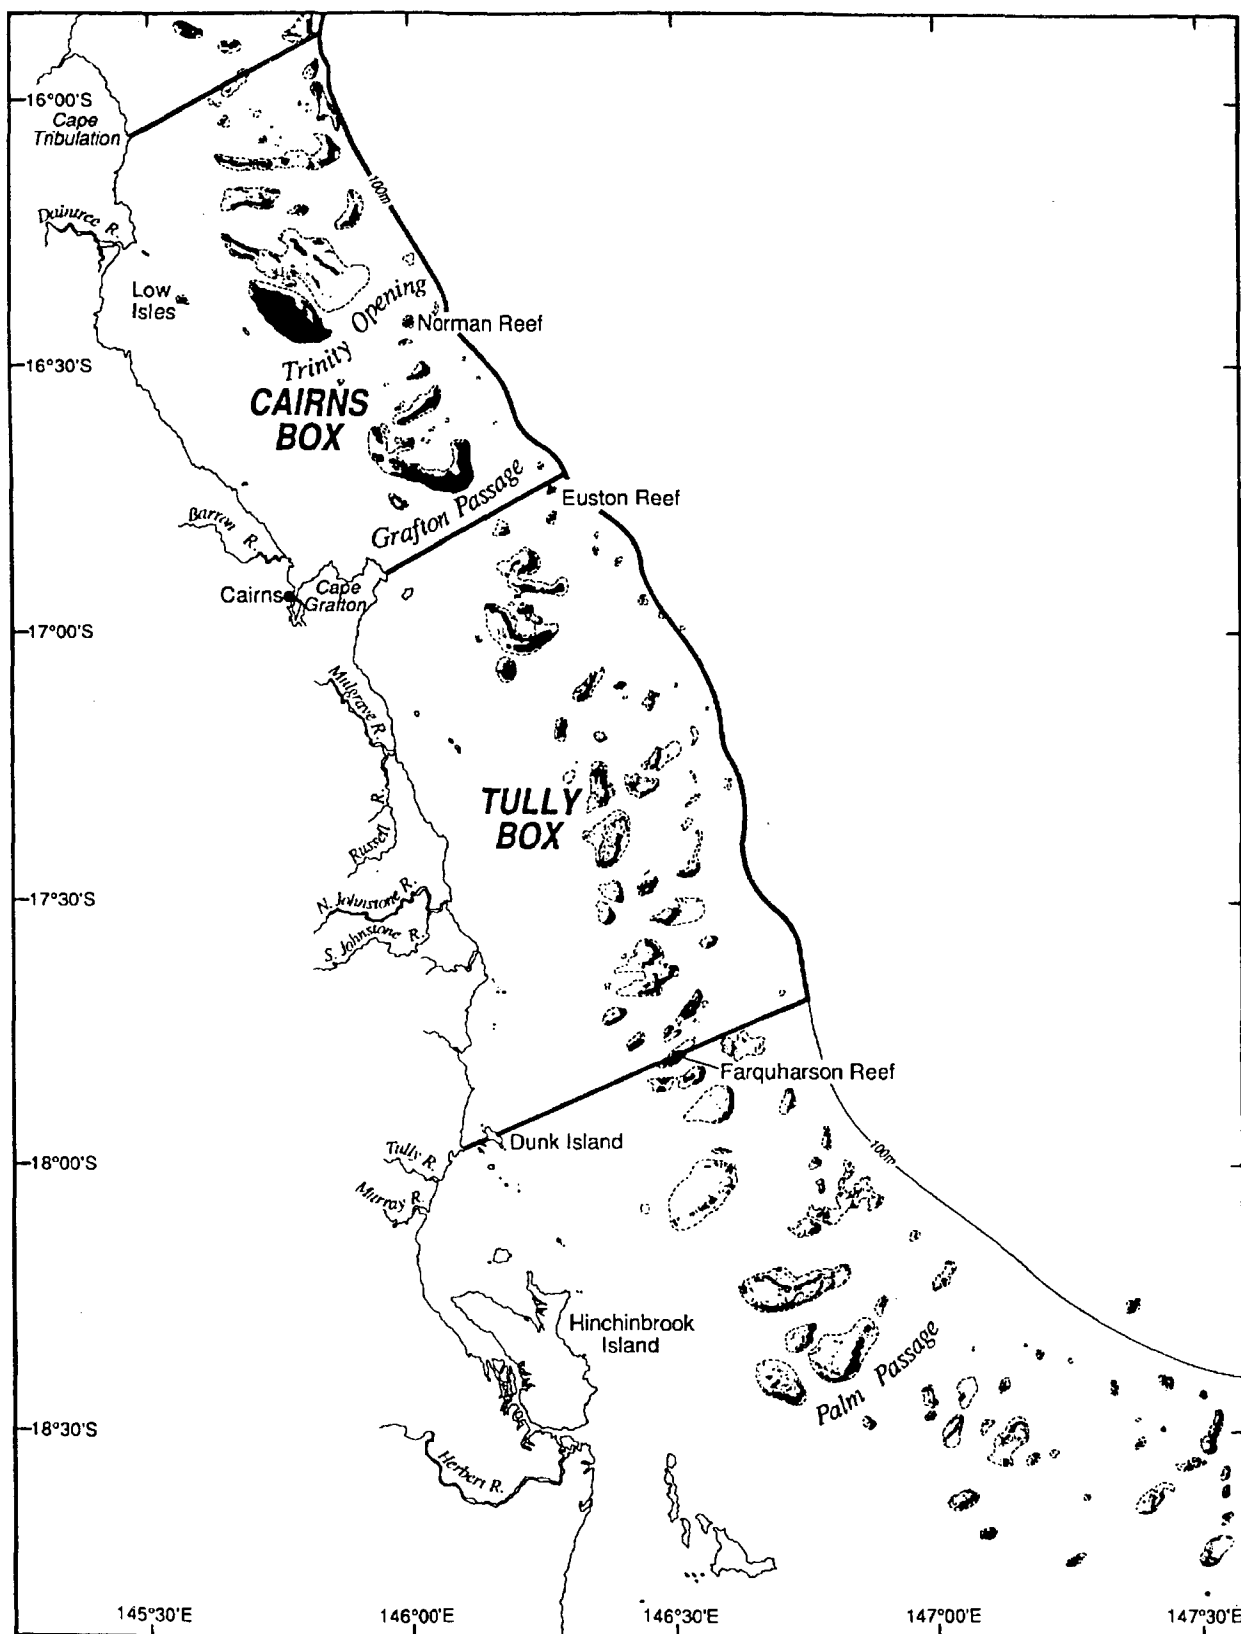 16°00'S
Cape
Tribulation
100m
Daintree R.
Low
Isles
Trinity Opening
Norman Reef
16°30'S
CAIRNS
BOX
Grafton Passage
Euston Reef
Barron R.
Cairns
Cape
Grafton
17°00'S
Mulgrave R.
TULLY
BOX
Russell R.
17°30'S
N. Johnstone R.
S. Johnstone R.
Farquharson Reef
Dunk Island
100m
Tully R.
18°00'S
Murray R.
Hinchinbrook
Island
Palm Passage
18°30'S
Herbert R.
145°30'E
146°00'E
146°30'E
147°00'E
147°30'E